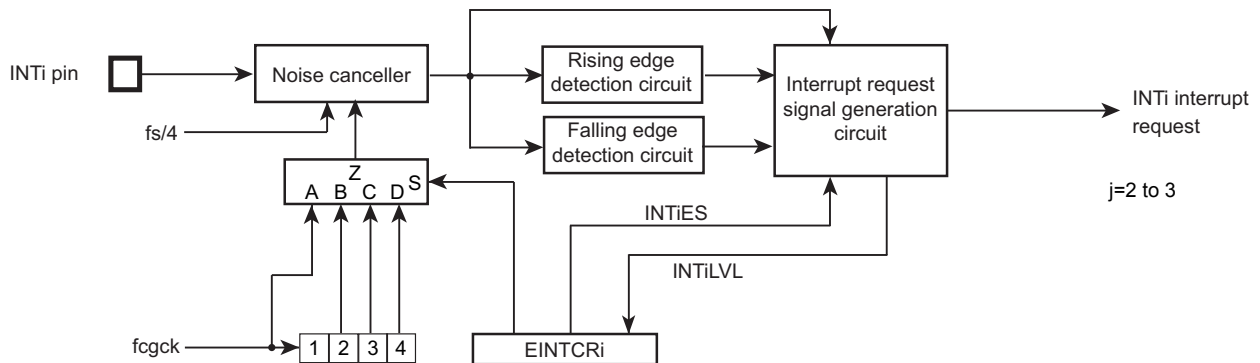 INTi pin
Noise canceller
Rising edge
detection circuit
Interrupt request
signal generation
circuit
INTi interrupt
request
fs/4
Falling edge
detection circuit
Z
S
A B C D
j=2 to 3
INTiES
INTiLVL
fcgck
1 2 3 4
EINTCRi